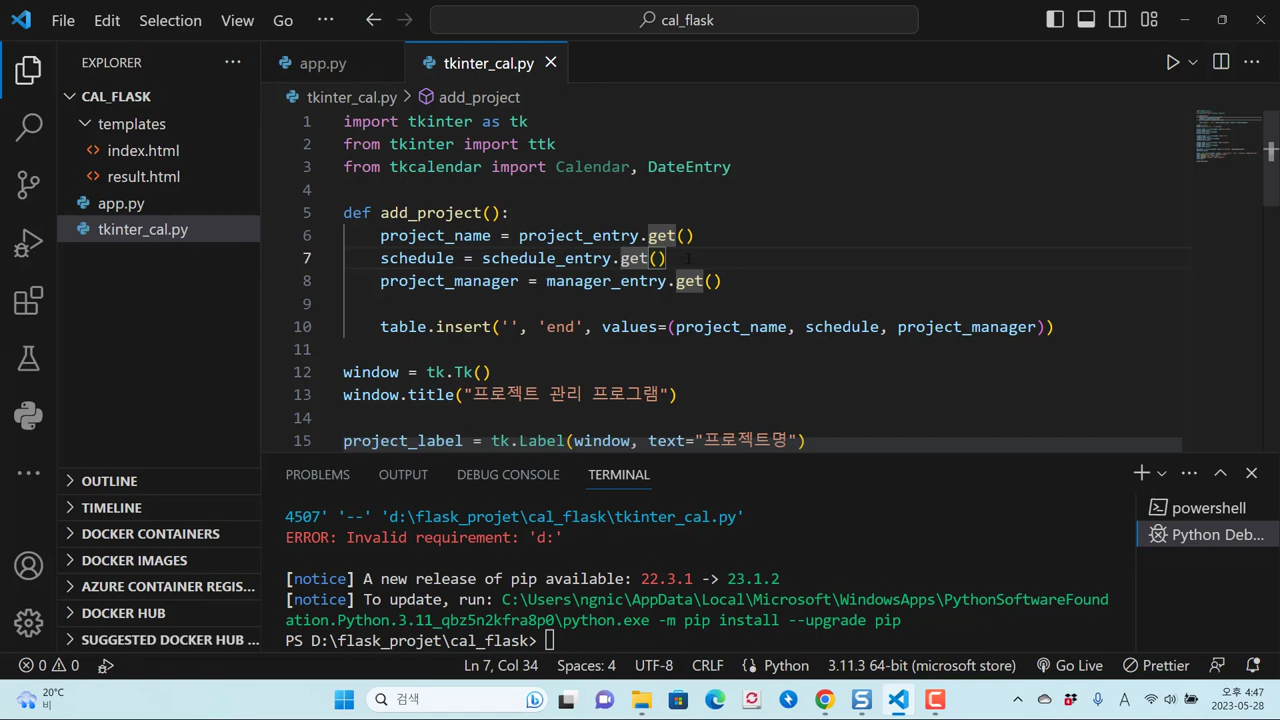 File Edit Selection View Go ··· cal_flask
EXPLORER ···
CAL_FLASK
templates
index.html
result.html
app.py
tkinter_cal.py
OUTLINE
TIMELINE
DOCKER CONTAINERS
DOCKER IMAGES
AZURE CONTAINER REGIS...
DOCKER HUB
SUGGESTED DOCKER HUB ...
app.py tkinter_cal.py
tkinter_cal.py > add_project
1 import tkinter as tk
2 from tkinter import ttk
3 from tkcalendar import Calendar, DateEntry
4
5 def add_project():
6 project_name = project_entry.get()
7 schedule = schedule_entry.get()
8 project_manager = manager_entry.get()
9
10 table.insert('', 'end', values=(project_name, schedule, project_manager))
11
12 window = tk.Tk()
13 window.title("프로젝트 관리 프로그램")
14
15 project_label = tk.Label(window, text="프로젝트명")
PROBLEMS OUTPUT DEBUG CONSOLE TERMINAL
4507' '--' 'd:\flask_projet\cal_flask\tkinter_cal.py'
ERROR: Invalid requirement: 'd:'
[notice] A new release of pip available: 22.3.1 -> 23.1.2
[notice] To update, run: C:\Users\ngnic\AppData\Local\Microsoft\WindowsApps\PythonSoftwareFound
ation.Python.3.11_qbz5n2kfra8p0\python.exe -m pip install --upgrade pip
PS D:\flask_projet\cal_flask>
powershell
Python Deb...
0 0 Ln 7, Col 34 Spaces: 4 UTF-8 CRLF Python 3.11.3 64-bit (microsoft store) Go Live Prettier
20°C
비
검색
A
오후 4:47
2023-05-28